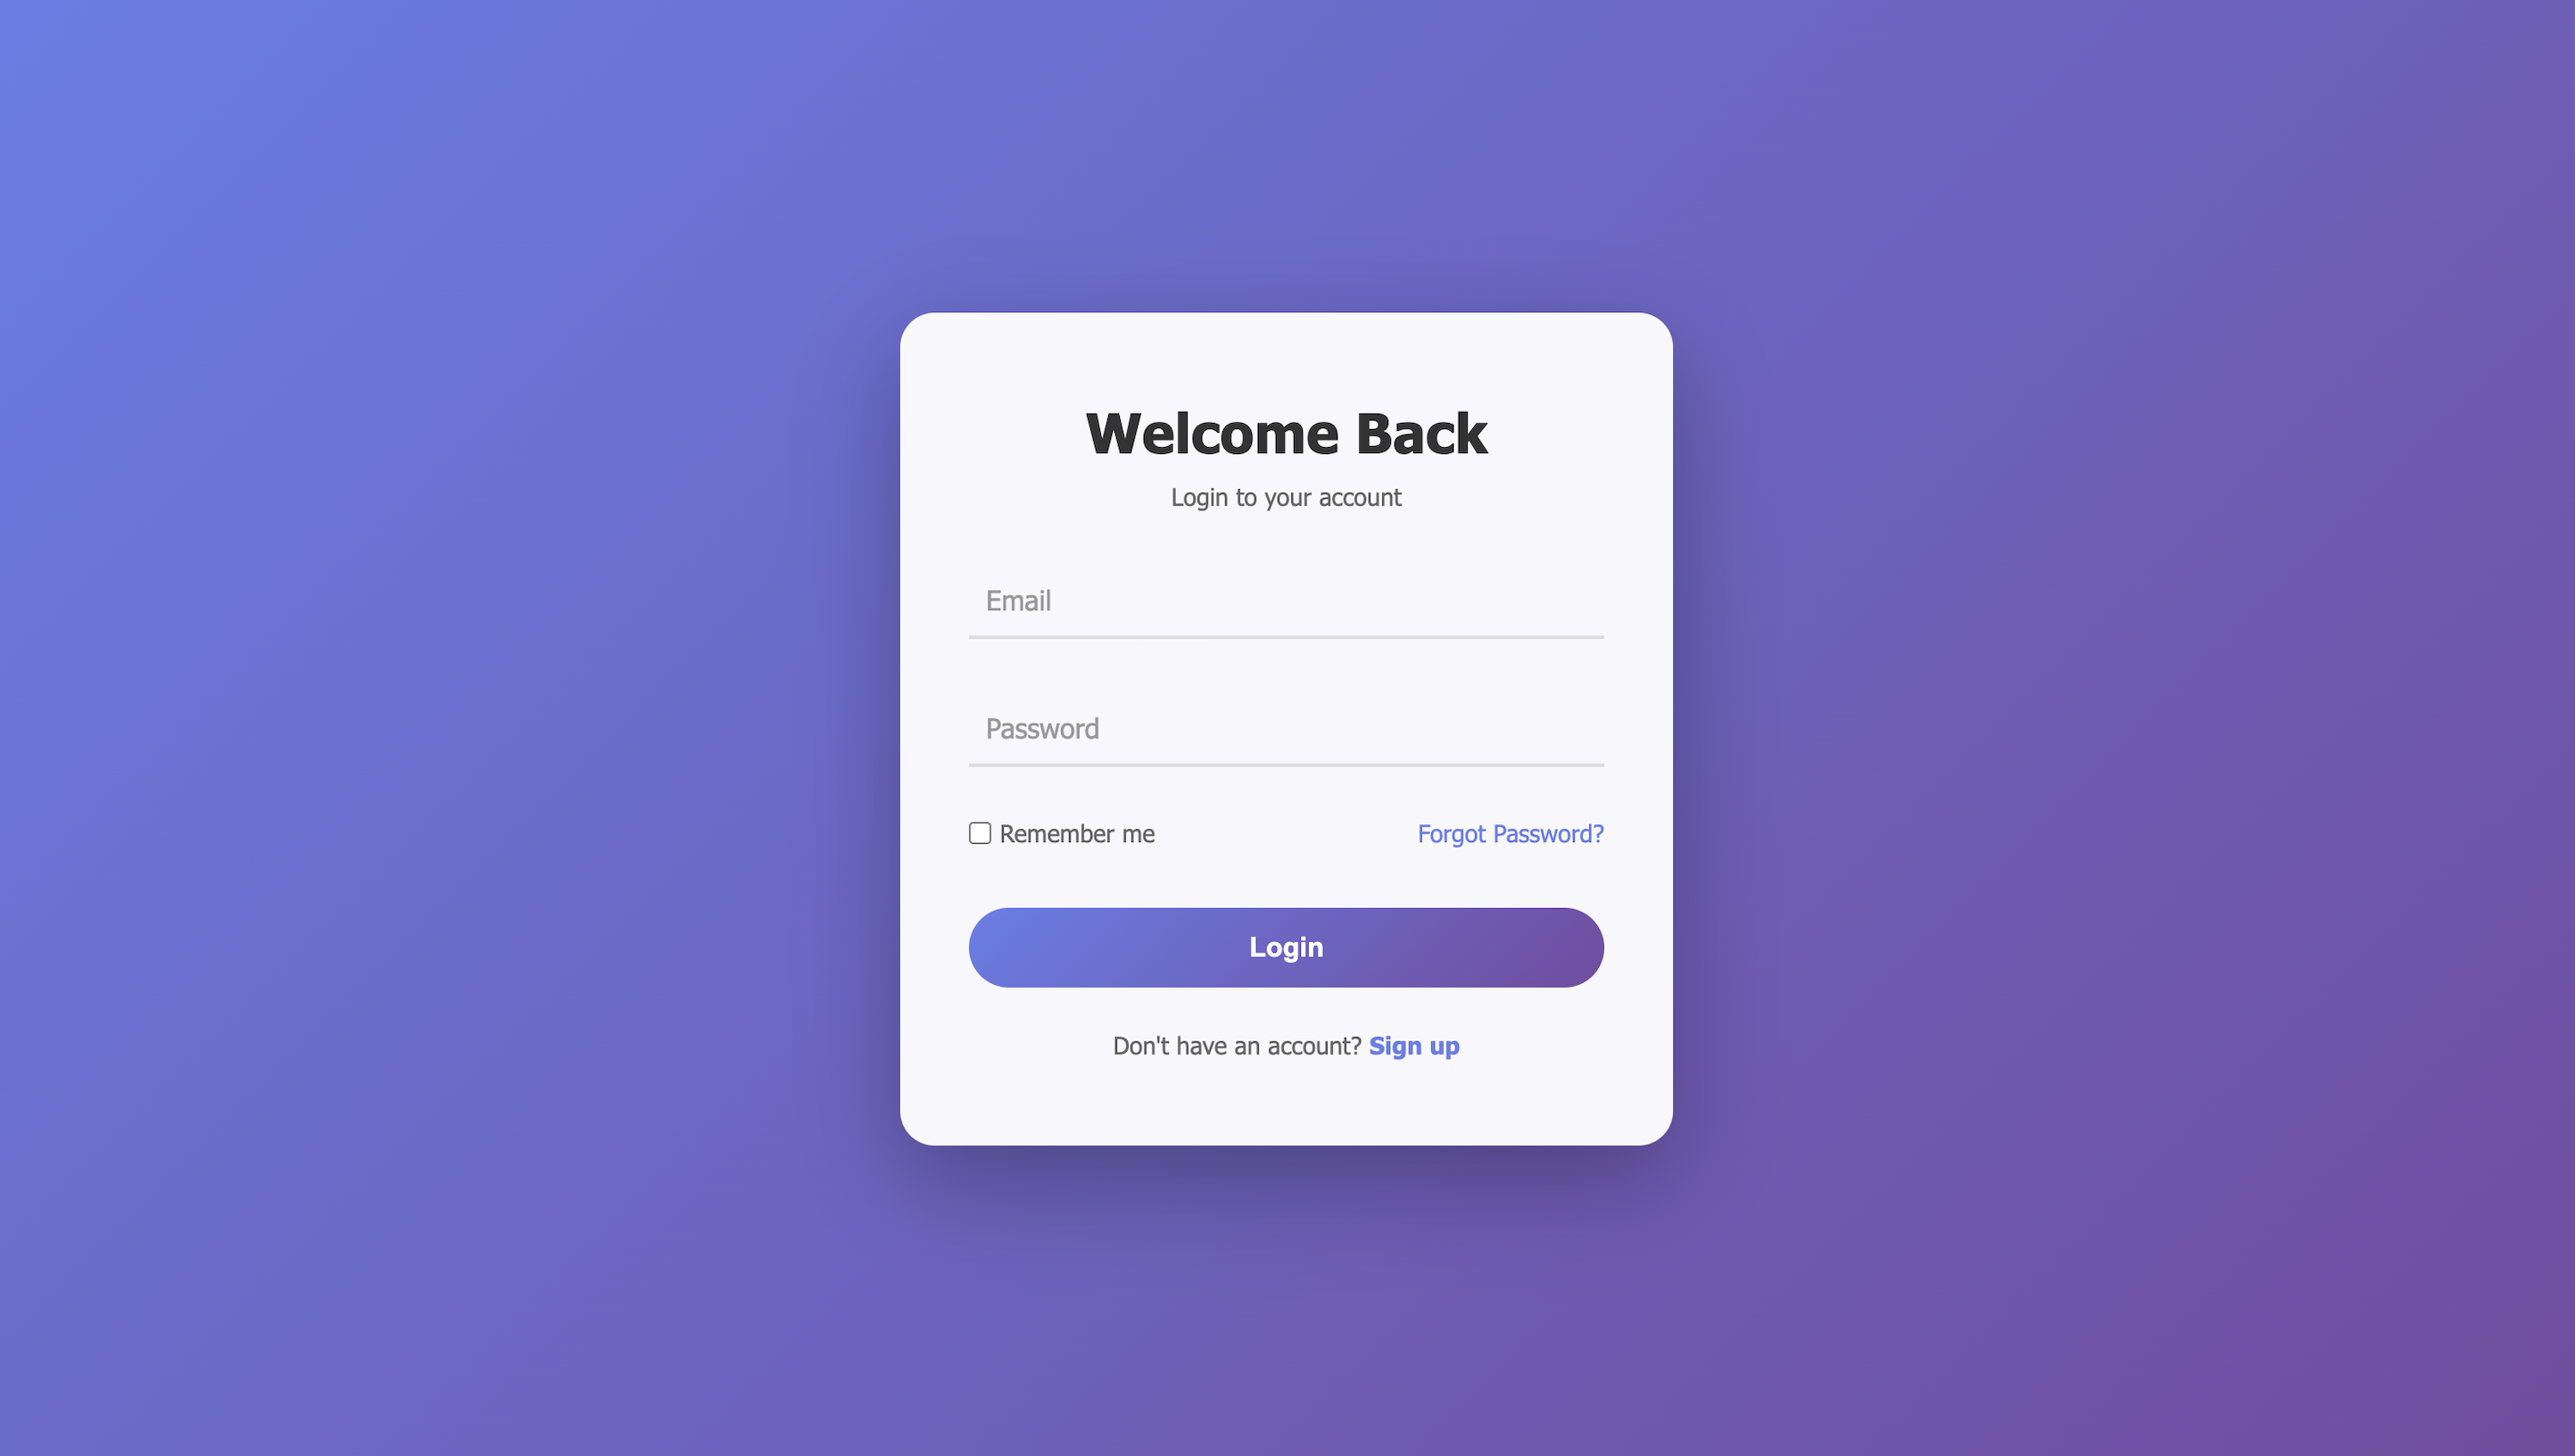 Welcome Back
Login to your account
Email
Password
Remember me
Forgot Password?
Login
Don't have an account? Sign up